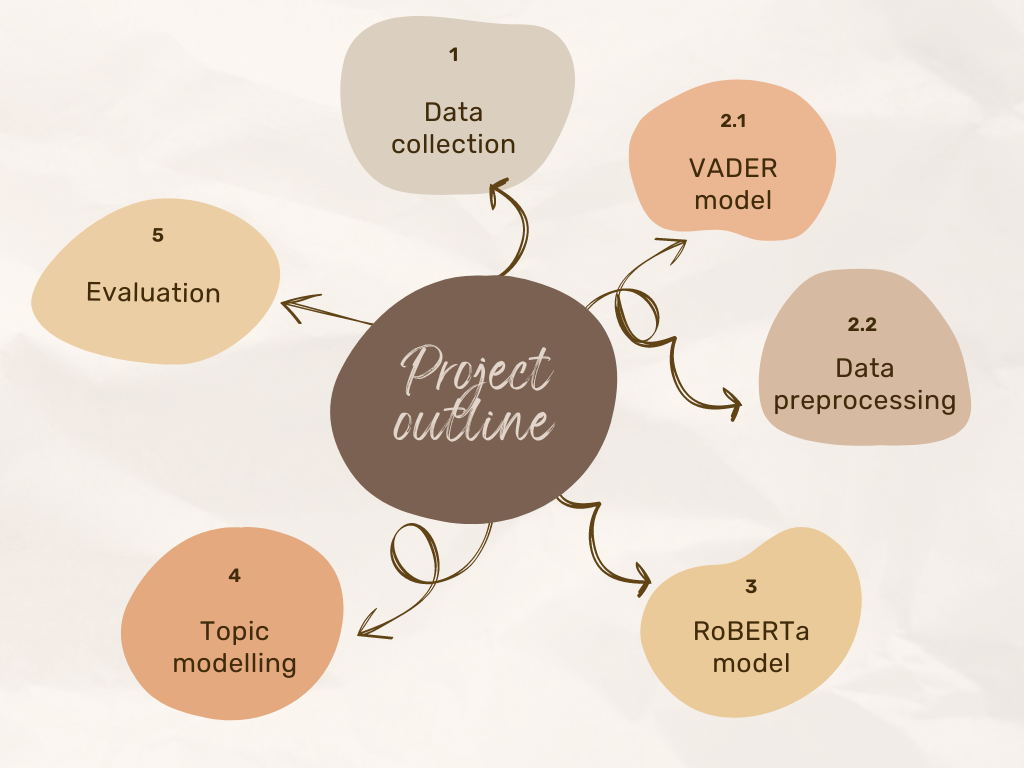 Project
outline
1
Data
collection
2.1
VADER
model
2.2
Data
preprocessing
3
RoBERTa
model
4
Topic
modelling
5
Evaluation